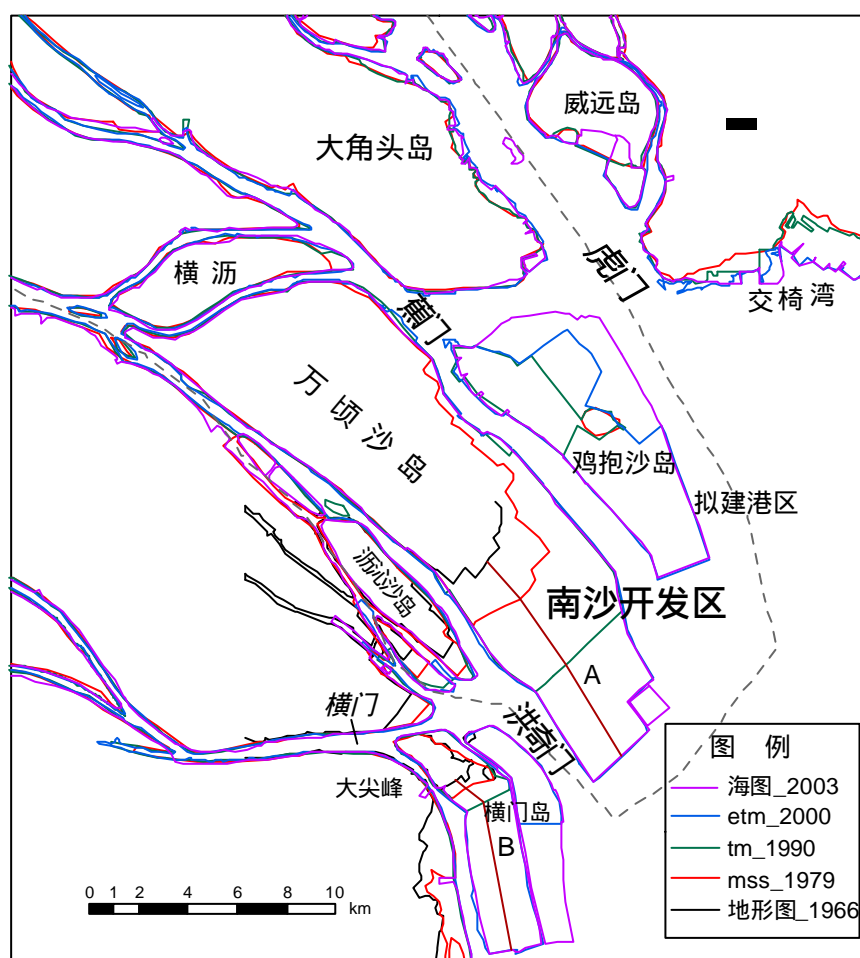 威远岛
大角头岛
虎门
横沥
交椅湾
蕉门
万顷沙岛
鸡抱沙岛
拟建港区
沥沁沙岛
南沙开发区
A
横门
洪奇门
大尖峰
横门岛
B
图 例
海图_2003
etm_2000
tm_1990
mss_1979
地形图_1966
0 1 2 4 6 8 10
km